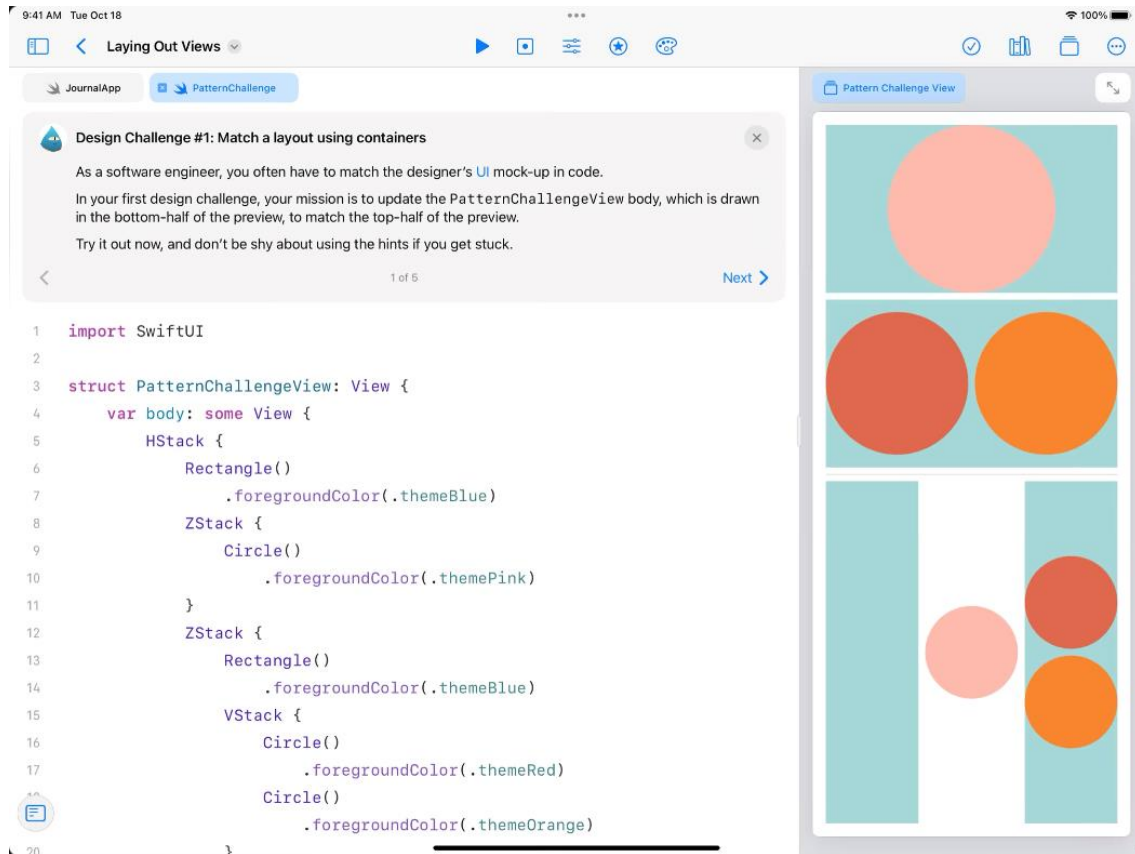 9:41 AM Tue Oct 18
100%
Laying Out Views
JournalApp
PatternChallenge
Pattern Challenge View
Design Challenge #1: Match a layout using containers
As a software engineer, you often have to match the designer's UI mock-up in code.
In your first design challenge, your mission is to update the PatternChallengeView body, which is drawn
in the bottom-half of the preview, to match the top-half of the preview.
Try it out now, and don't be shy about using the hints if you get stuck.
1 of 5
Next
1 import SwiftUI
2
3 struct PatternChallengeView: View {
4 var body: some View {
5 HStack {
6 Rectangle()
7 .foregroundColor(.themeBlue)
8 ZStack {
9 Circle()
10 .foregroundColor(.themePink)
11 }
12 ZStack {
13 Rectangle()
14 .foregroundColor(.themeBlue)
15 VStack {
16 Circle()
17 .foregroundColor(.themeRed)
Circle()
.foregroundColor(.themeOrange)
20 }